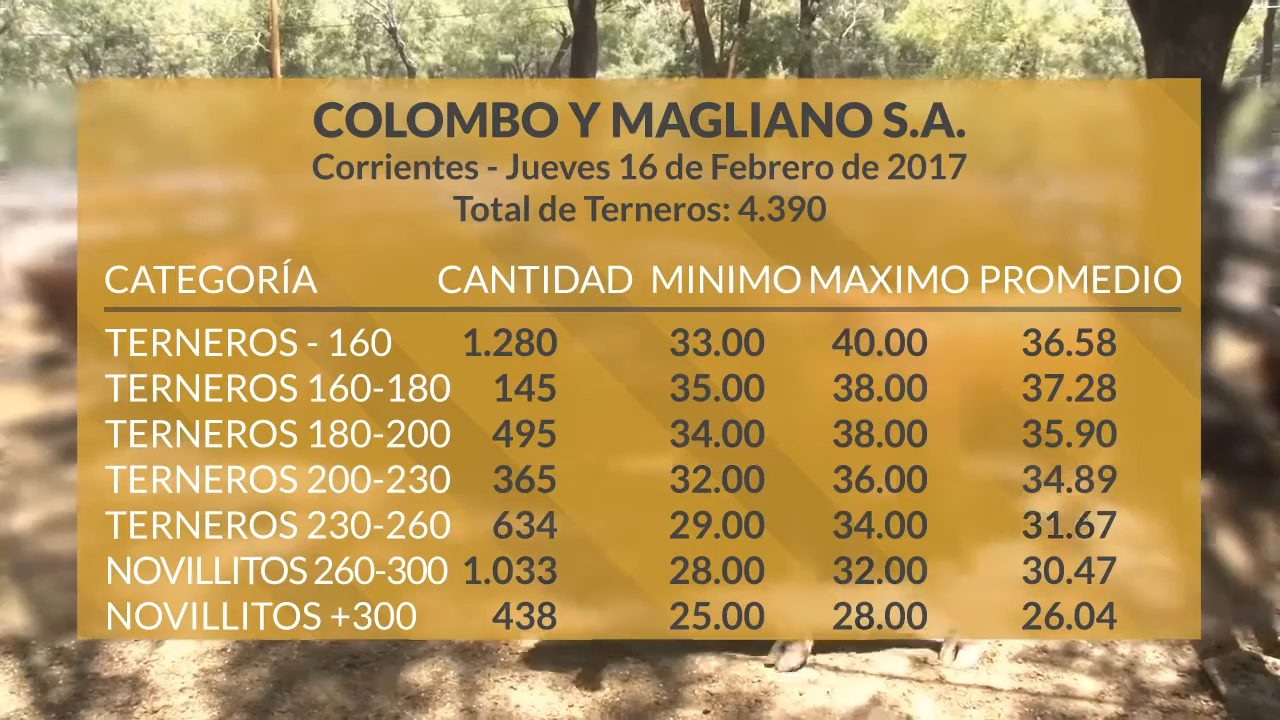 COLOMBO Y MAGLIANO S.A.
Corrientes - Jueves 16 de Febrero de 2017
Total de Terneros: 4.390
CATEGORÍA CANTIDAD MINIMO MAXIMO PROMEDIO
TERNEROS - 160 1.280 33.00 40.00 36.58
TERNEROS 160-180 145 35.00 38.00 37.28
TERNEROS 180-200 495 34.00 38.00 35.90
TERNEROS 200-230 365 32.00 36.00 34.89
TERNEROS 230-260 634 29.00 34.00 31.67
NOVILLITOS 260-300 1.033 28.00 32.00 30.47
NOVILLITOS +300 438 25.00 28.00 26.04